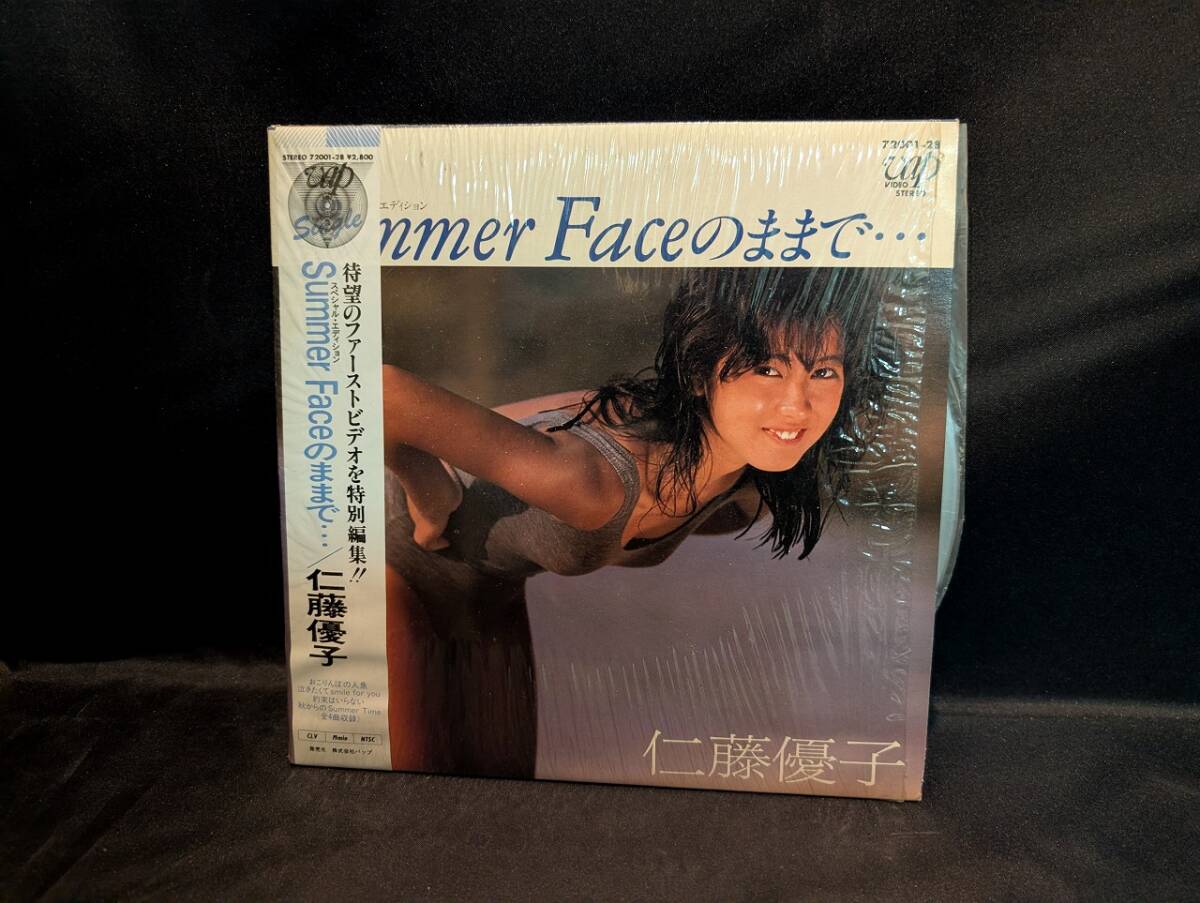 STEREO 72001-28 ¥2,800
vap
Single
待望のファーストビデオを特別編集!!
スペシャル・エディション
Summer Faceのままで…／仁藤優子
おこりんぼの人魚
泣きたくてsmile for you
約束はいらない
秋からのSummer Time
全4曲収録
CLV NTSC
発売元 株式会社バップ
エディション
mmer Faceのままで…
72001-28
vap
VIDEO
STEREO
仁藤優子